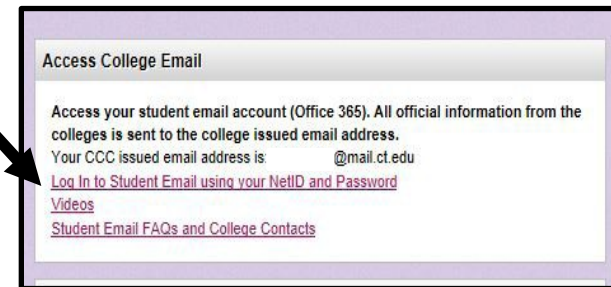 Access College Email
Access your student email account (Office 365). All official information from the
colleges is sent to the college issued email address.
Your CCC issued email address is: @mail.ct.edu
Log In to Student Email using your NetID and Password
Videos
Student Email FAQs and College Contacts